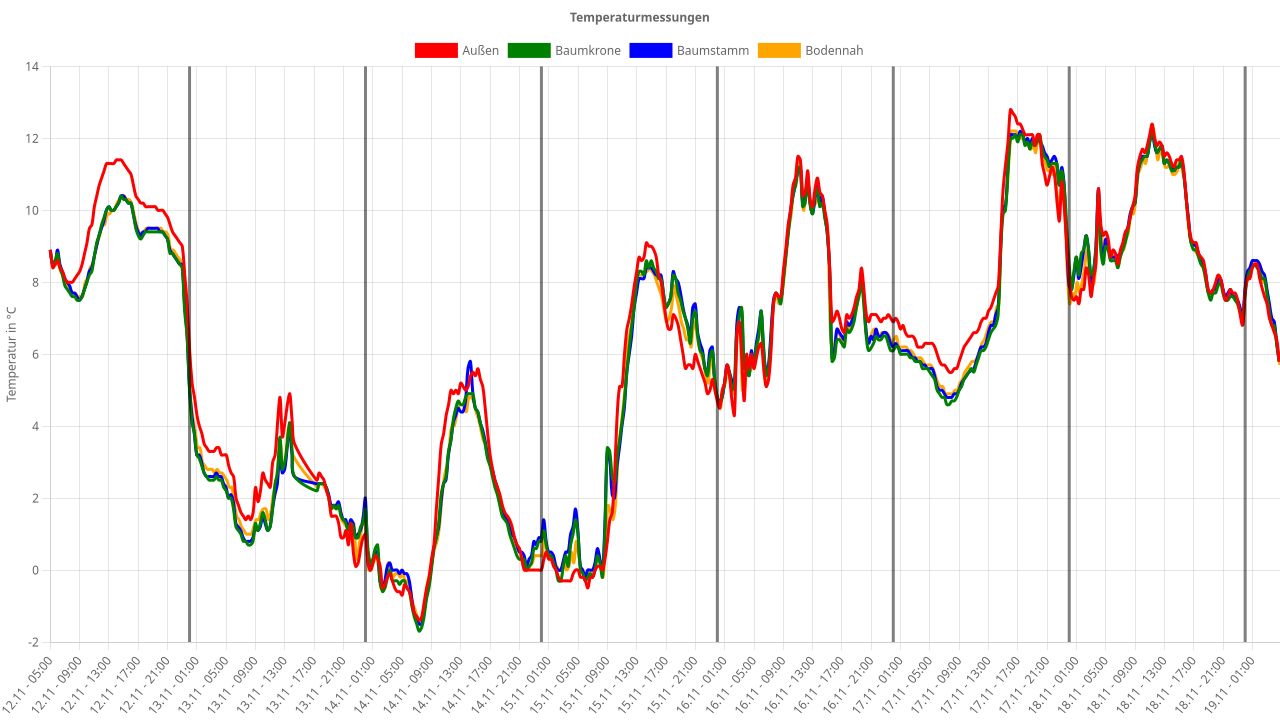 Temperaturmessungen
Außen Baumkrone Baumstamm Bodennah
Temperatur in °C
14
12
10
8
6
4
2
0
-2
12.11 - 05:00
12.11 - 09:00
12.11 - 13:00
12.11 - 17:00
12.11 - 21:00
13.11 - 01:00
13.11 - 05:00
13.11 - 09:00
13.11 - 13:00
13.11 - 17:00
13.11 - 21:00
14.11 - 01:00
14.11 - 05:00
14.11 - 09:00
14.11 - 13:00
14.11 - 17:00
14.11 - 21:00
15.11 - 01:00
15.11 - 05:00
15.11 - 09:00
15.11 - 13:00
15.11 - 17:00
15.11 - 21:00
16.11 - 01:00
16.11 - 05:00
16.11 - 09:00
16.11 - 13:00
16.11 - 17:00
16.11 - 21:00
17.11 - 01:00
17.11 - 05:00
17.11 - 09:00
17.11 - 13:00
17.11 - 17:00
17.11 - 21:00
18.11 - 01:00
18.11 - 05:00
18.11 - 09:00
18.11 - 13:00
18.11 - 17:00
18.11 - 21:00
19.11 - 01:00